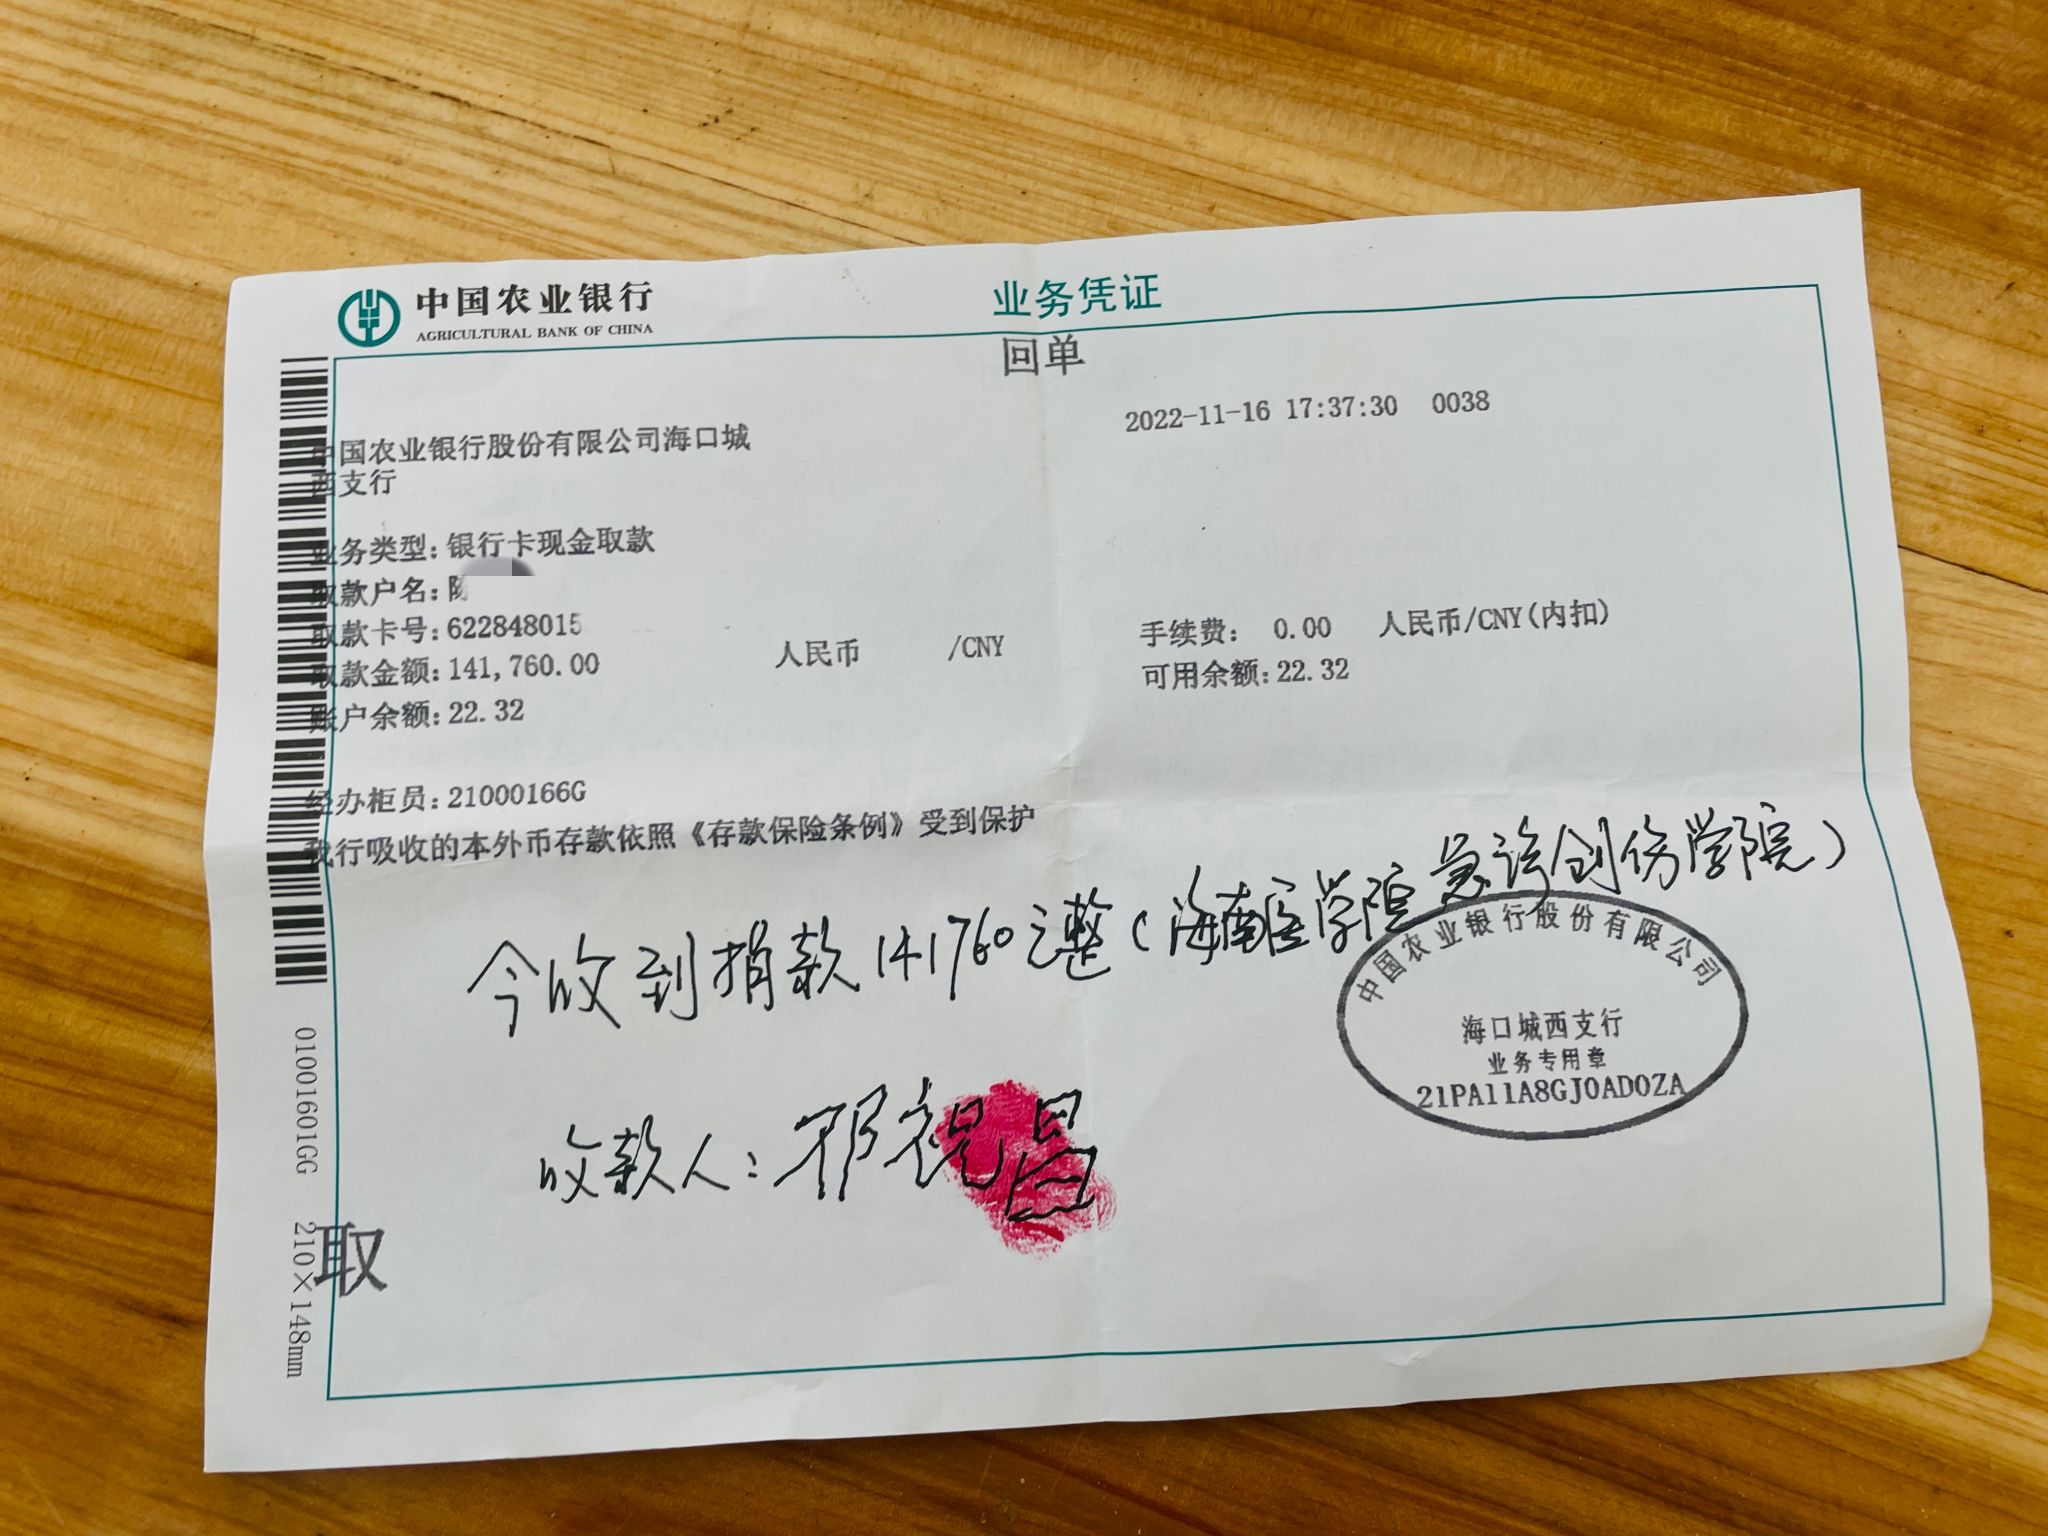 中国农业银行
AGRICULTURAL BANK OF CHINA
业务凭证
回单
2022-11-16 17:37:30 0038
中国农业银行股份有限公司海口城
西支行
业务类型:银行卡现金取款
取款户名:陈
取款卡号:622848015
取款金额:141,760.00 人民币 /CNY
手续费: 0.00 人民币/CNY(内扣)
账户余额:22.32
可用余额:22.32
经办柜员:21000166G
我行吸收的本外币存款依照《存款保险条例》受到保护
今收到捐款141760元整(海南医学院急诊创伤学院)
收款人:邓祝昌
中国农业银行股份有限公司
海口城西支行
业务专用章
21PA11A8GJ0AD0ZA
01001601GG 210×148mm
取